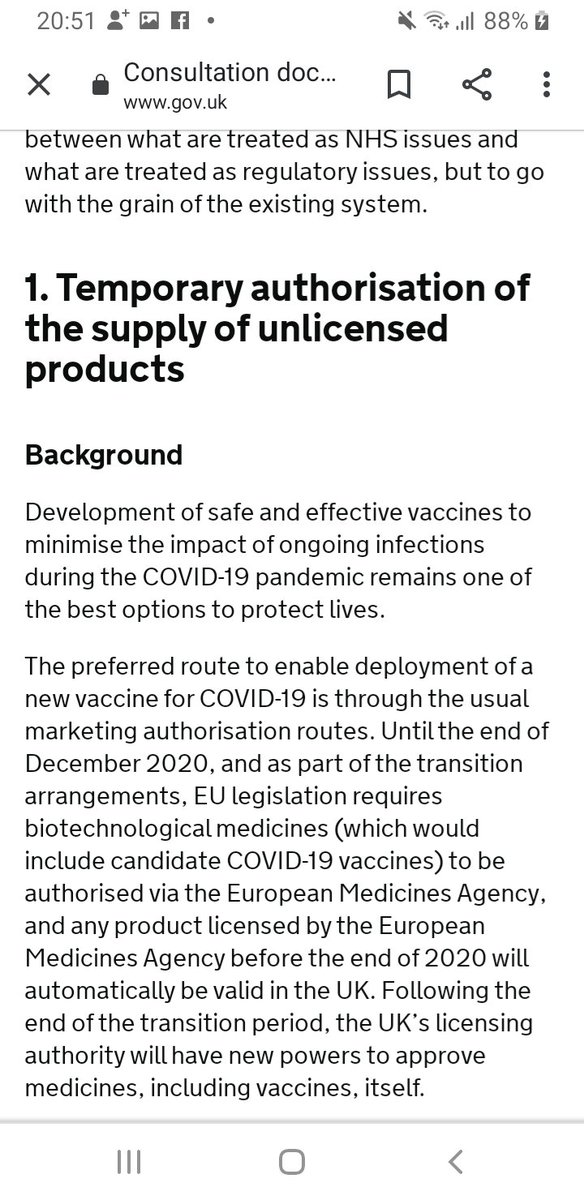 20:51
88%
Consultation doc...
www.gov.uk
between what are treated as NHS issues and
what are treated as regulatory issues, but to go
with the grain of the existing system.
1. Temporary authorisation of
the supply of unlicensed
products
Background
Development of safe and effective vaccines to
minimise the impact of ongoing infections
during the COVID-19 pandemic remains one of
the best options to protect lives.
The preferred route to enable deployment of a
new vaccine for COVID-19 is through the usual
marketing authorisation routes. Until the end of
December 2020, and as part of the transition
arrangements, EU legislation requires
biotechnological medicines (which would
include candidate COVID-19 vaccines) to be
authorised via the European Medicines Agency,
and any product licensed by the European
Medicines Agency before the end of 2020 will
automatically be valid in the UK. Following the
end of the transition period, the UK’s licensing
authority will have new powers to approve
medicines, including vaccines, itself.